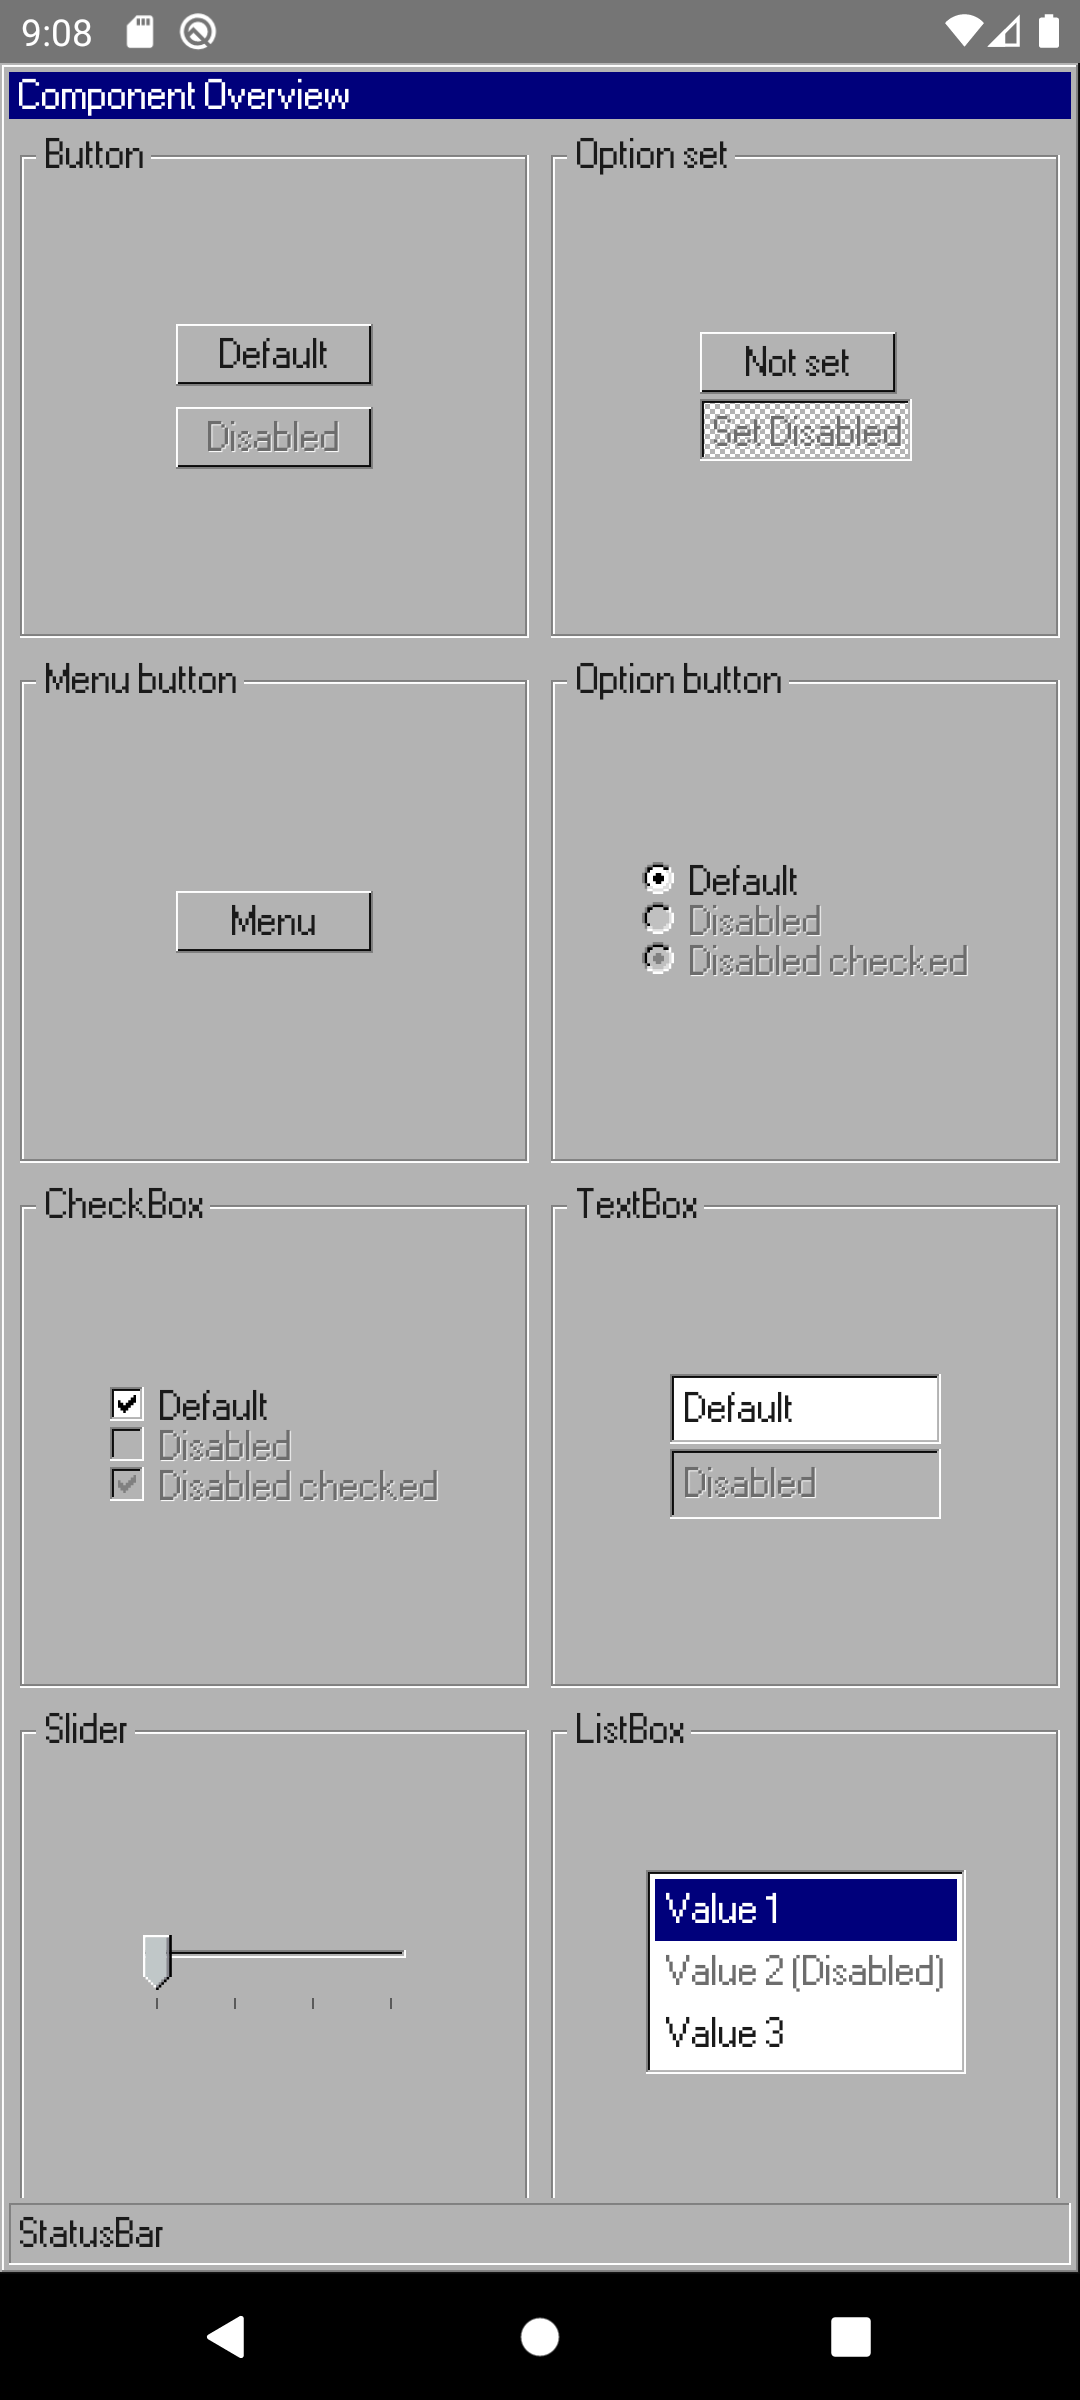 9:08
Component Overview
Button
Default
Disabled
Option set
Not set
Set Disabled
Menu button
Menu
Option button
Default
Disabled
Disabled checked
CheckBox
Default
Disabled
Disabled checked
TextBox
Default
Disabled
Slider
ListBox
Value 1
Value 2 (Disabled)
Value 3
StatusBar